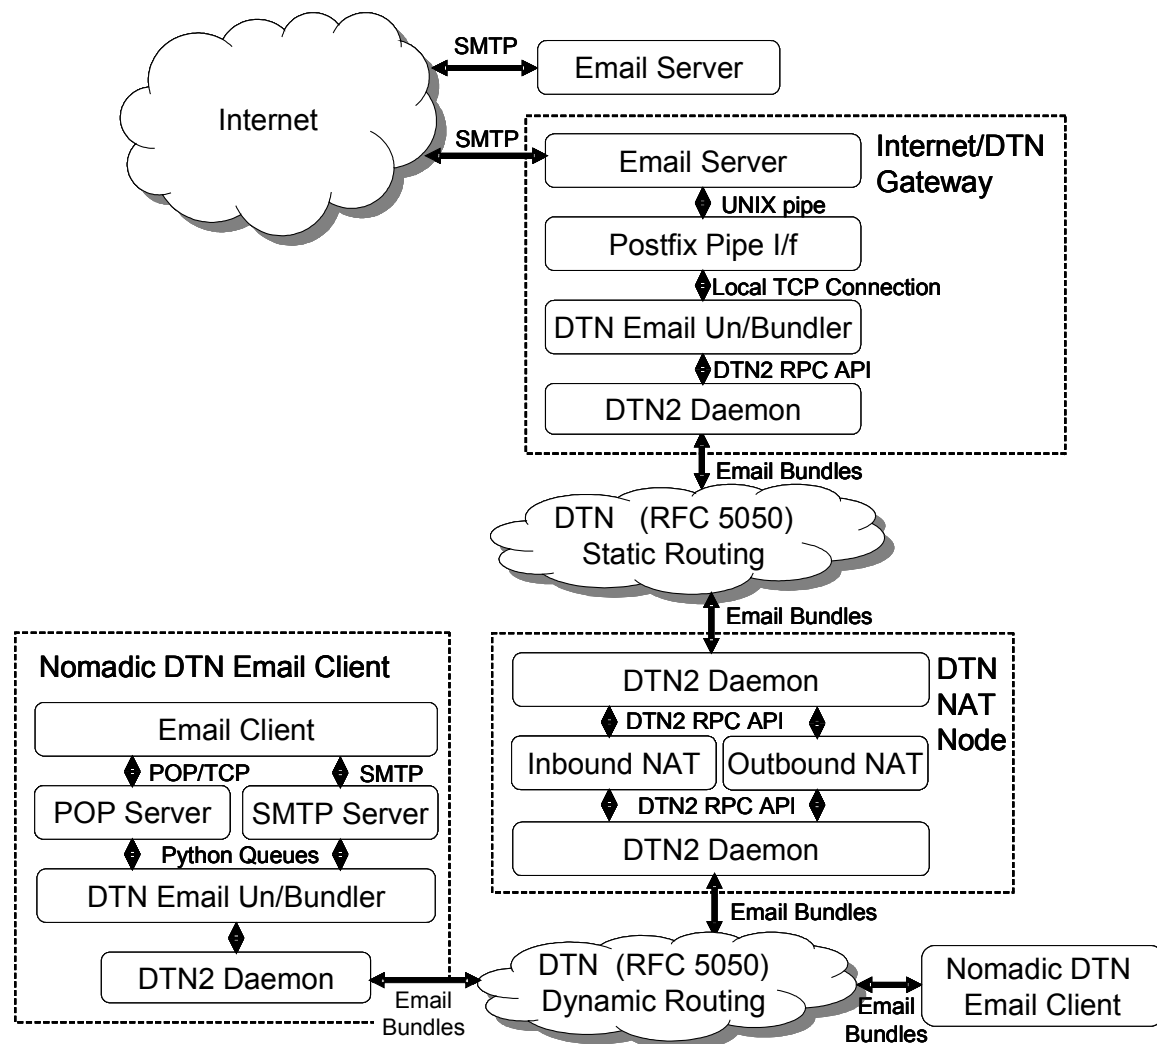 SMTP
Email Server
Internet
SMTP
Email Server
Internet/DTN
Gateway
UNIX pipe
Postfix Pipe I/f
Local TCP Connection
DTN Email Un/Bundler
DTN2 RPC API
DTN2 Daemon
Email Bundles
DTN (RFC 5050)
Static Routing
Email Bundles
DTN2 Daemon
DTN
NAT
Node
DTN2 RPC API
Inbound NAT
Outbound NAT
DTN2 RPC API
DTN2 Daemon
Email Bundles
Nomadic DTN Email Client
Email Client
POP/TCP
SMTP
POP Server
SMTP Server
Python Queues
DTN Email Un/Bundler
DTN2 Daemon
Email
Bundles
DTN (RFC 5050)
Dynamic Routing
Email
Bundles
Nomadic DTN
Email Client